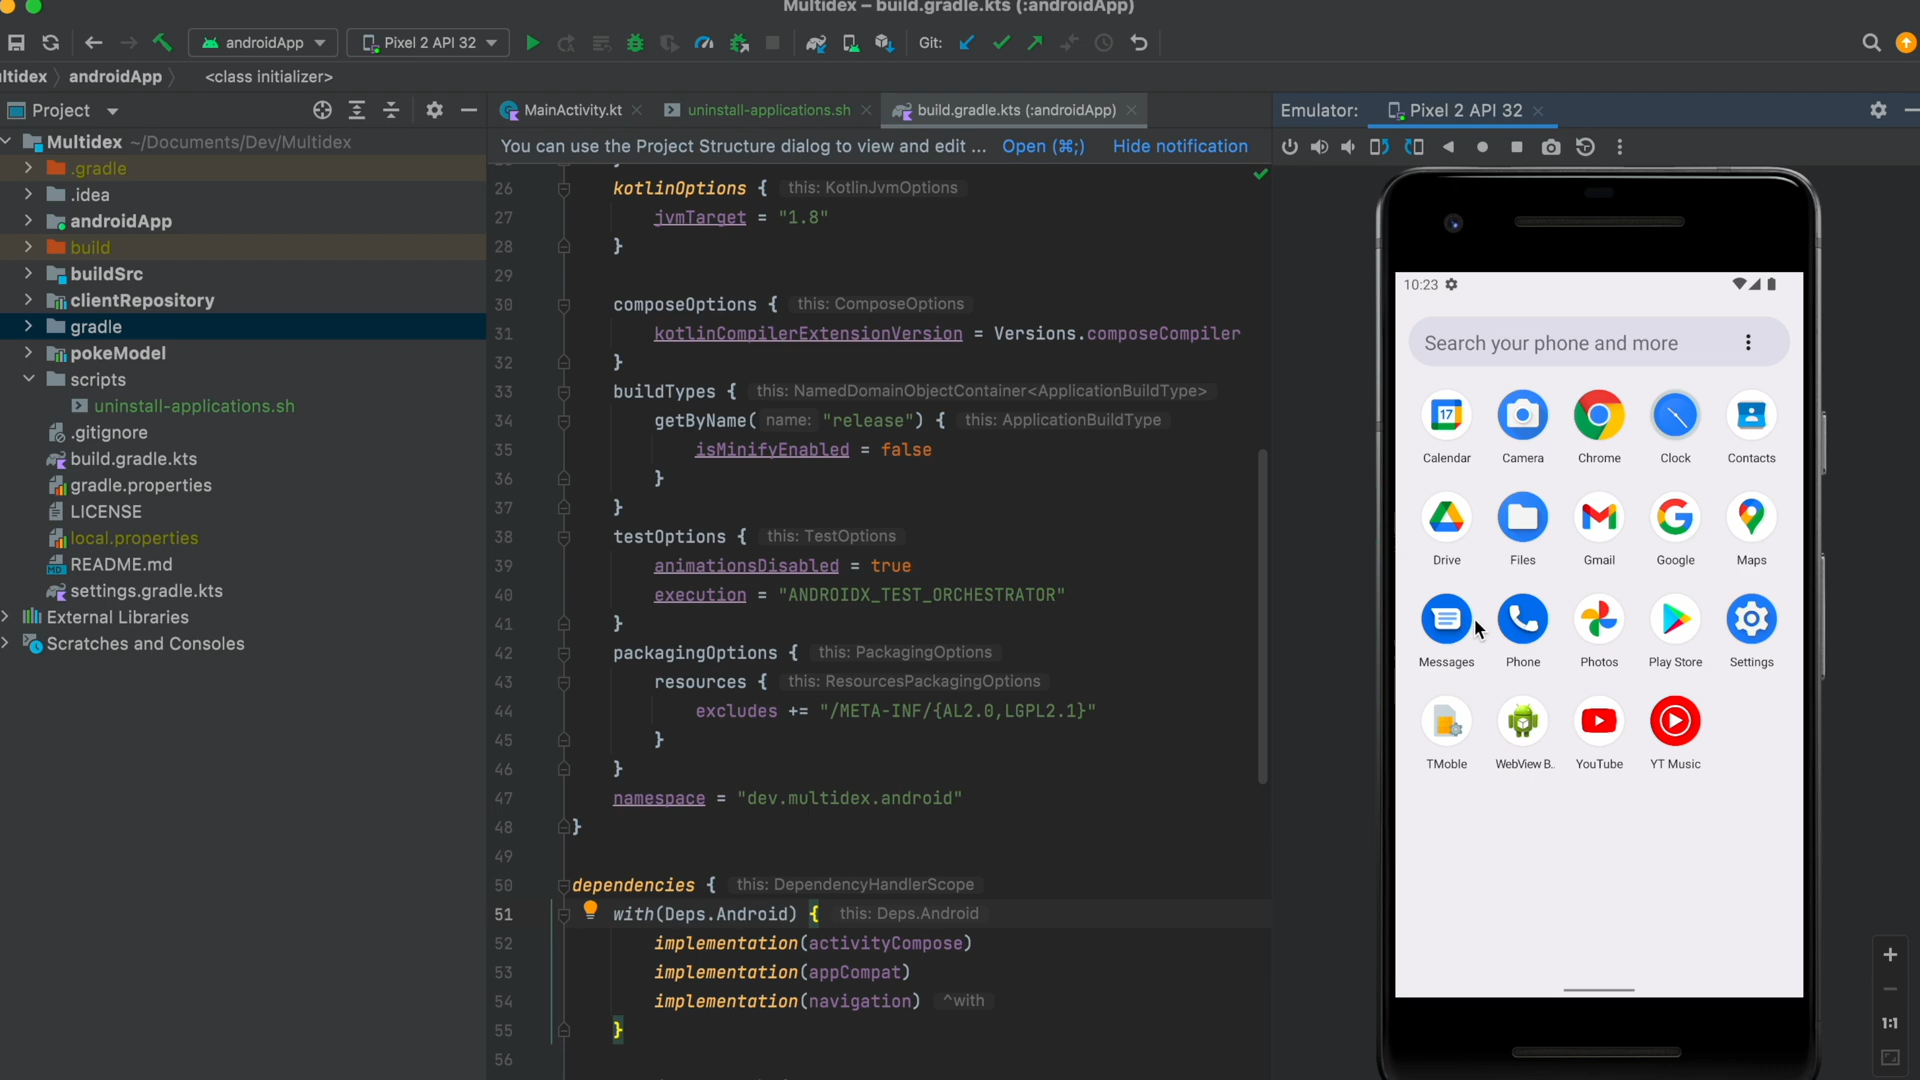 Multidex – build.gradle.kts (:androidApp)
androidApp
Pixel 2 API 32
Git:
ltidex
androidApp
<class initializer>
Project
MainActivity.kt
uninstall-applications.sh
build.gradle.kts (:androidApp)
Emulator:
Pixel 2 API 32
You can use the Project Structure dialog to view and edit ...
Open (⌘;)
Hide notification
Multidex ~/Documents/Dev/Multidex
.gradle
.idea
androidApp
build
buildSrc
clientRepository
gradle
pokeModel
scripts
uninstall-applications.sh
.gitignore
build.gradle.kts
gradle.properties
LICENSE
local.properties
README.md
settings.gradle.kts
External Libraries
Scratches and Consoles
26 kotlinOptions { this: KotlinJvmOptions
27 jvmTarget = "1.8"
28 }
29
30 composeOptions { this: ComposeOptions
31 kotlinCompilerExtensionVersion = Versions.composeCompiler
32 }
33 buildTypes { this: NamedDomainObjectContainer<ApplicationBuildType>
34 getByName( name: "release") { this: ApplicationBuildType
35 isMinifyEnabled = false
36 }
37 }
38 testOptions { this: TestOptions
39 animationsDisabled = true
40 execution = "ANDROIDX_TEST_ORCHESTRATOR"
41 }
42 packagingOptions { this: PackagingOptions
43 resources { this: ResourcesPackagingOptions
44 excludes += "/META-INF/{AL2.0,LGPL2.1}"
45 }
46 }
47 namespace = "dev.multidex.android"
48 }
49
50 dependencies { this: DependencyHandlerScope
51 with(Deps.Android) { this: Deps.Android
52 implementation(activityCompose)
53 implementation(appCompat)
54 implementation(navigation) ^with
55 }
56
10:23
Search your phone and more
17
Calendar
Camera
Chrome
Clock
Contacts
Drive
Files
Gmail
Google
Maps
Messages
Phone
Photos
Play Store
Settings
TMoble
WebView B..
YouTube
YT Music
1:1